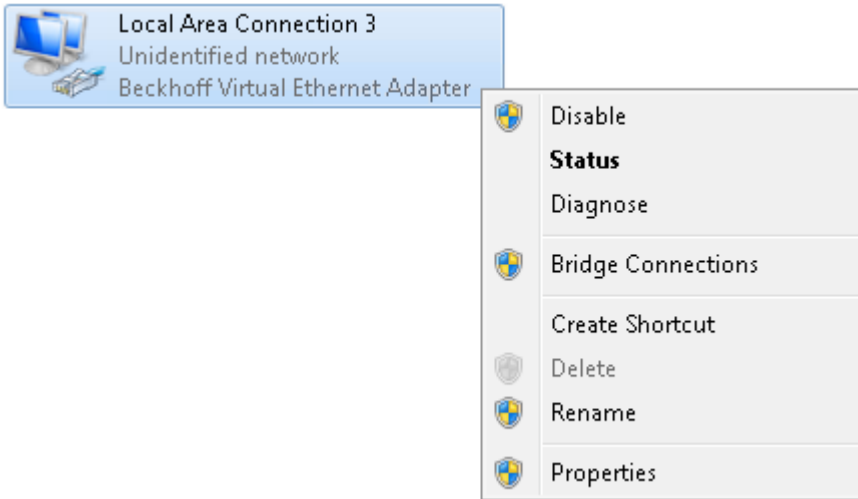 Local Area Connection 3
Unidentified network
Beckhoff Virtual Ethernet Adapter
Disable
Status
Diagnose
Bridge Connections
Create Shortcut
Delete
Rename
Properties